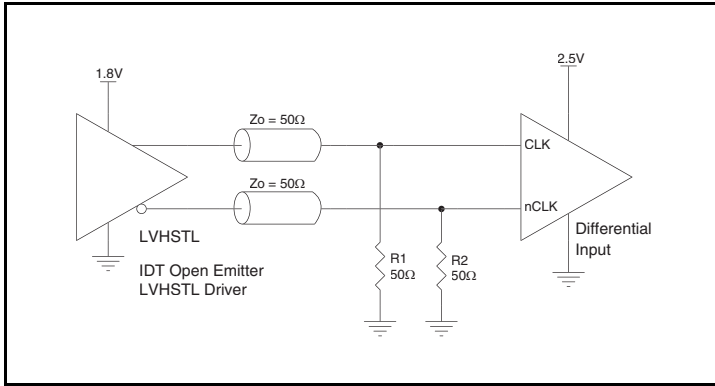 1.8V
2.5V
Zo = 50Ω
CLK
Zo = 50Ω
nCLK
LVHSTL
IDT Open Emitter
LVHSTL Driver
R1
50Ω
R2
50Ω
Differential
Input